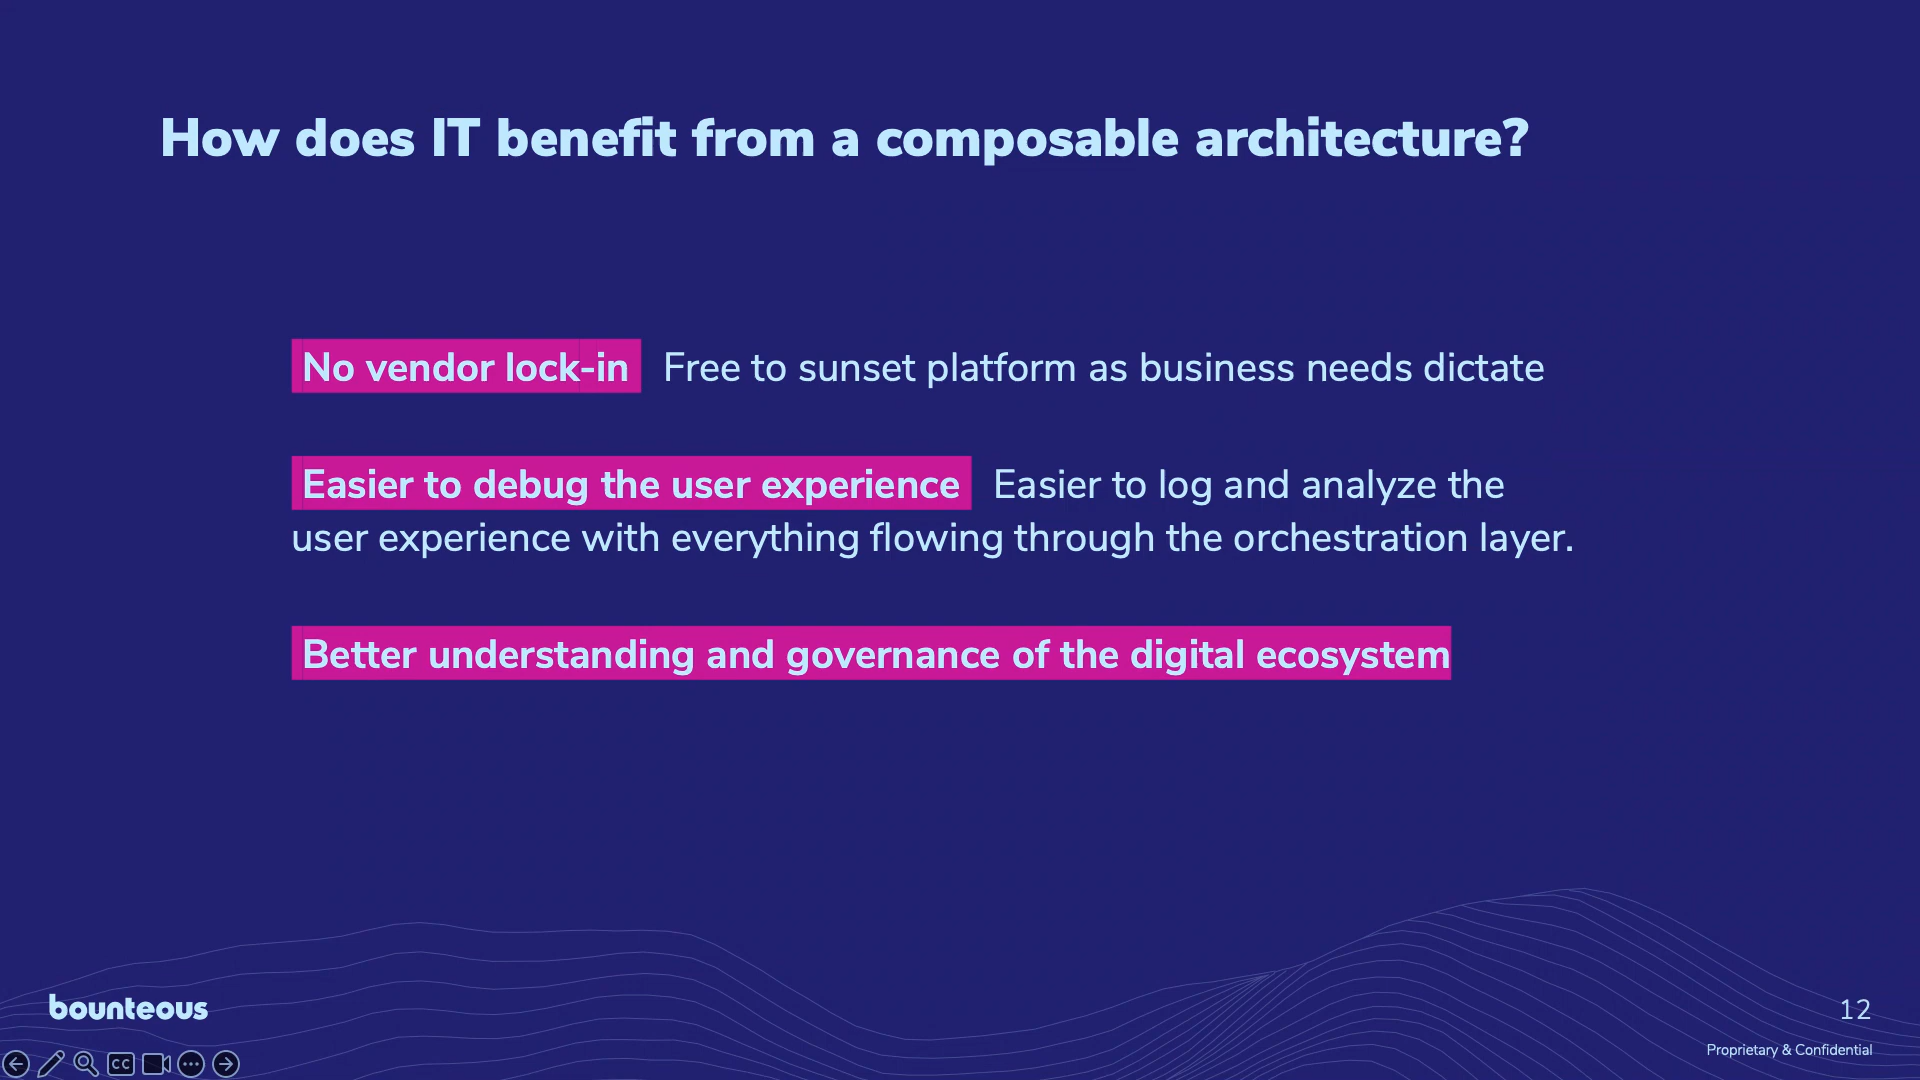 How does IT benefit from a composable architecture?
No vendor lock-in Free to sunset platform as business needs dictate
Easier to debug the user experience Easier to log and analyze the
user experience with everything flowing through the orchestration layer.
Better understanding and governance of the digital ecosystem
bounteous
12
CC
Proprietary & Confidential